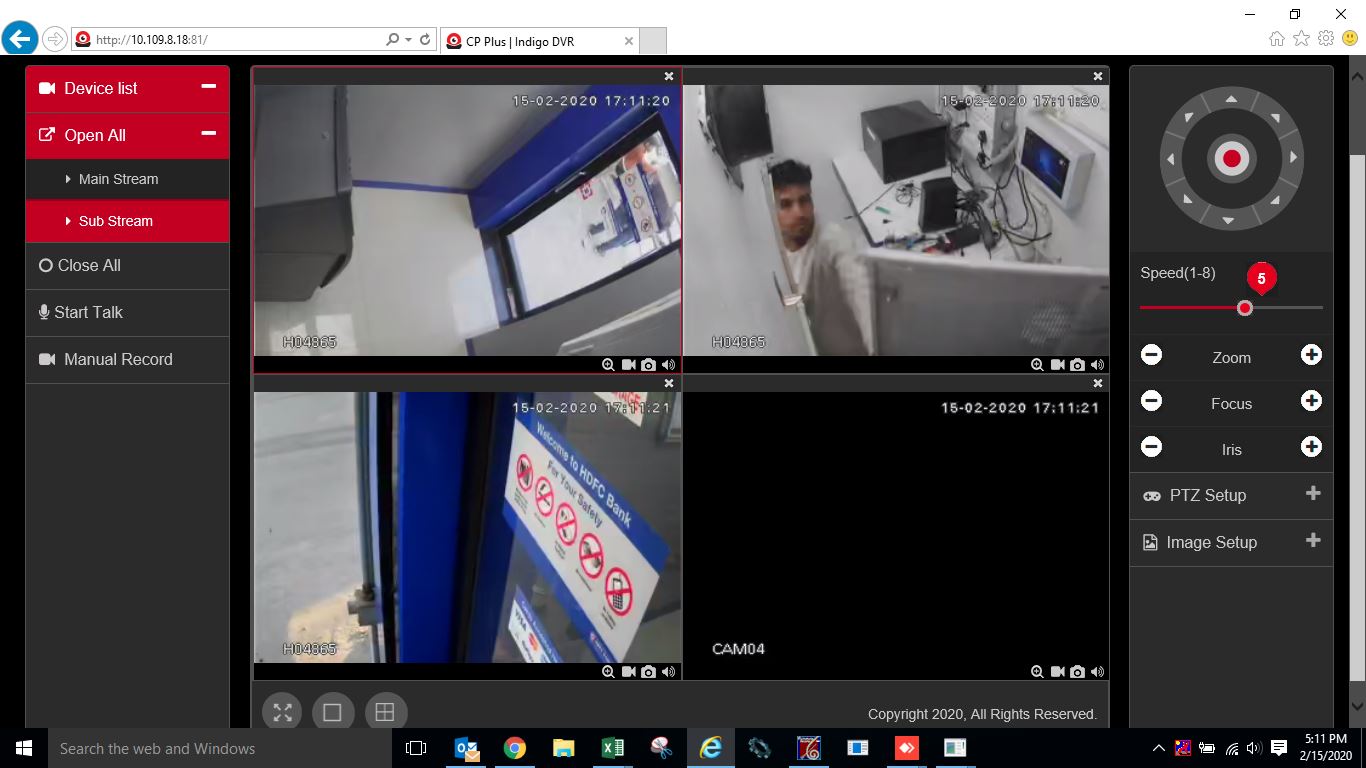 http://10.109.8.18:81/
CP Plus | Indigo DVR
Device list
Open All
Main Stream
Sub Stream
Close All
Start Talk
Manual Record
15-02-2020 17:11:20
H04865
15-02-2020 17:11:20
H04865
15-02-2020 17:11:21
Welcome to HDFC Bank
For Your Safety
VISA
H04865
15-02-2020 17:11:21
CAM04
Copyright 2020, All Rights Reserved.
Speed(1-8)
5
Zoom
Focus
Iris
PTZ Setup
Image Setup
Search the web and Windows
5:11 PM
2/15/2020